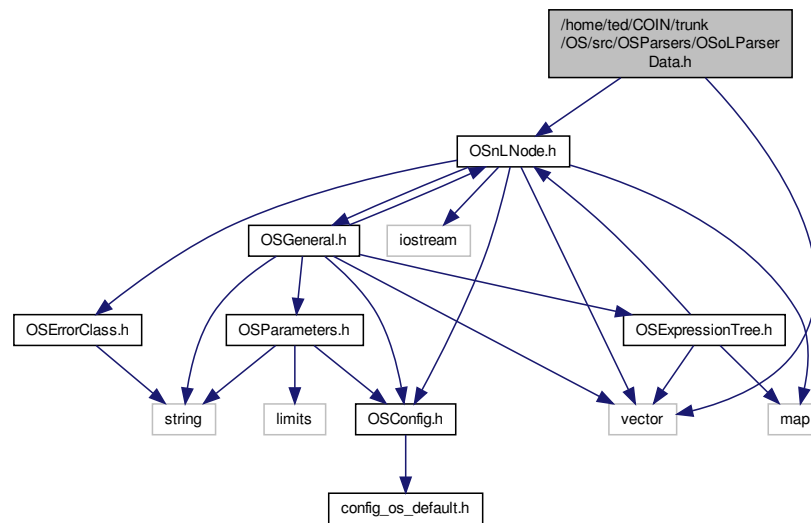 /home/ted/COIN/trunk
/OS/src/OSParsers/OSoLParser
Data.h
OSnLNode.h
OSGeneral.h
iostream
OSErrorClass.h
OSParameters.h
OSExpressionTree.h
string
limits
OSConfig.h
vector
map
config_os_default.h